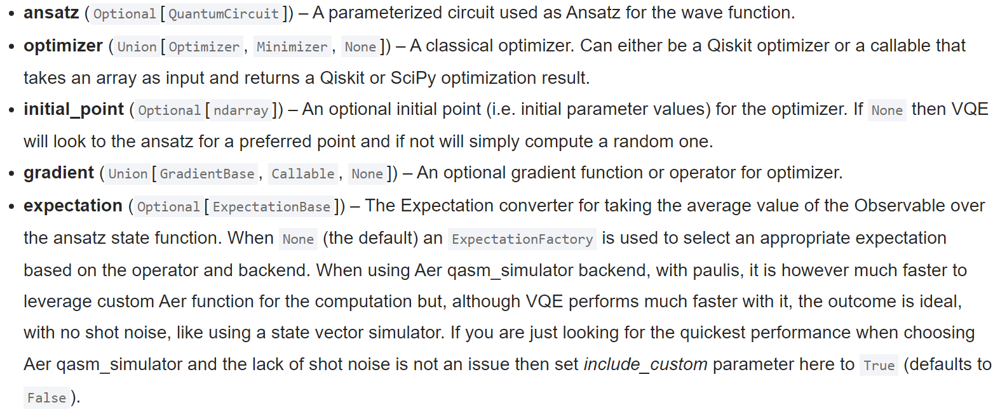 • ansatz (Optional[QuantumCircuit]) – A parameterized circuit used as Ansatz for the wave function.
• optimizer (Union[Optimizer, Minimizer, None]) – A classical optimizer. Can either be a Qiskit optimizer or a callable that
takes an array as input and returns a Qiskit or SciPy optimization result.
• initial_point (Optional[ndarray]) – An optional initial point (i.e. initial parameter values) for the optimizer. If None then VQE
will look to the ansatz for a preferred point and if not will simply compute a random one.
• gradient (Union[GradientBase, Callable, None]) – An optional gradient function or operator for optimizer.
• expectation (Optional[ExpectationBase]) – The Expectation converter for taking the average value of the Observable over
the ansatz state function. When None (the default) an ExpectationFactory is used to select an appropriate expectation
based on the operator and backend. When using Aer qasm_simulator backend, with paulis, it is however much faster to
leverage custom Aer function for the computation but, although VQE performs much faster with it, the outcome is ideal,
with no shot noise, like using a state vector simulator. If you are just looking for the quickest performance when choosing
Aer qasm_simulator and the lack of shot noise is not an issue then set include_custom parameter here to True (defaults to
False).